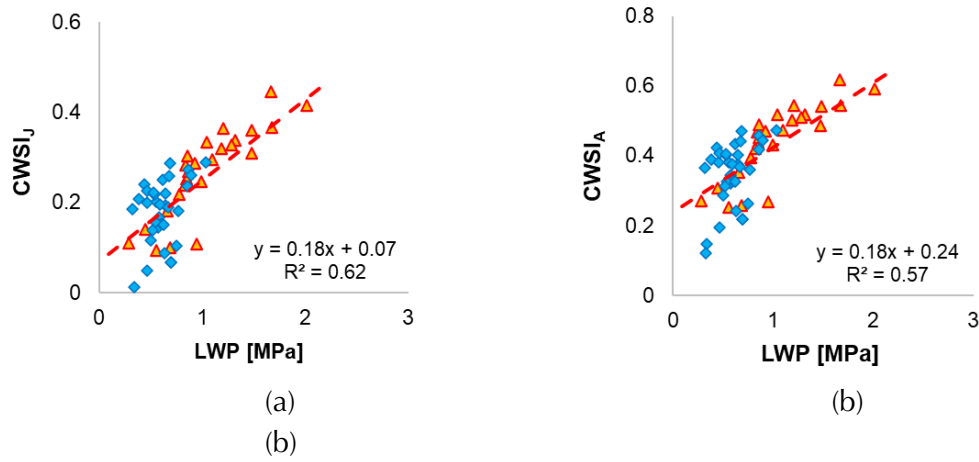 0.6
0.4
0.2
0
CWSIJ
0
1
2
3
LWP [MPa]
y = 0.18x + 0.07
R² = 0.62
(a)
(b)
0.8
0.6
0.4
0.2
0
CWSIA
0
1
2
3
LWP [MPa]
y = 0.18x + 0.24
R² = 0.57
(b)